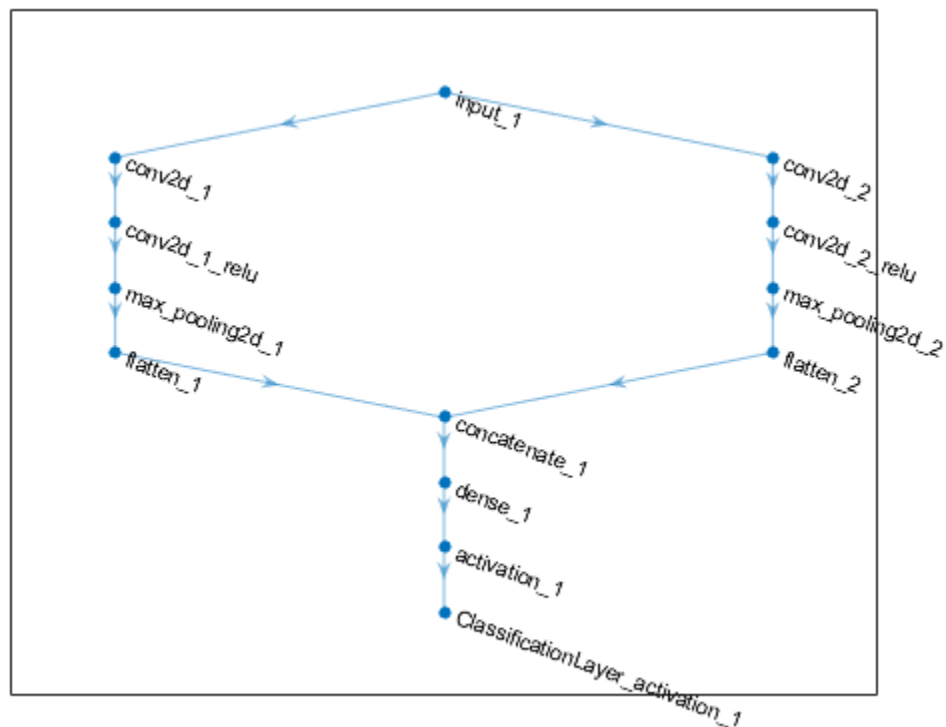 input_1
conv2d_1
conv2d_2
conv2d_1_relu
conv2d_2_relu
max_pooling2d_1
max_pooling2d_2
flatten_1
flatten_2
concatenate_1
dense_1
activation_1
ClassificationLayer_activation_1